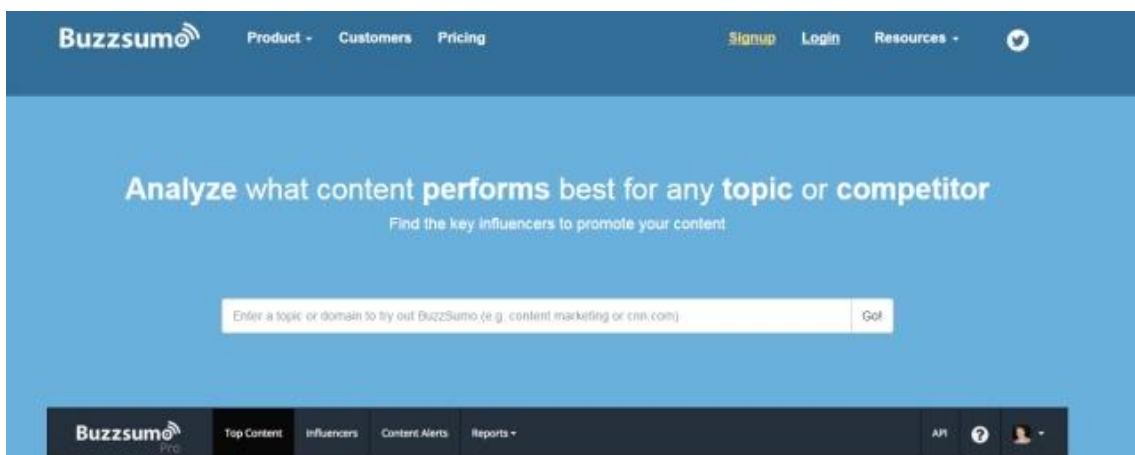 Buzzsumo Product Customers Pricing Signup Login Resources
Analyze what content performs best for any topic or competitor
Find the key influencers to promote your content
Enter a topic or domain to try out BuzzSumo (e.g. content marketing or cnn.com) Go!
Buzzsumo Top Content Influencers Content Alerts Reports API ?
Pro